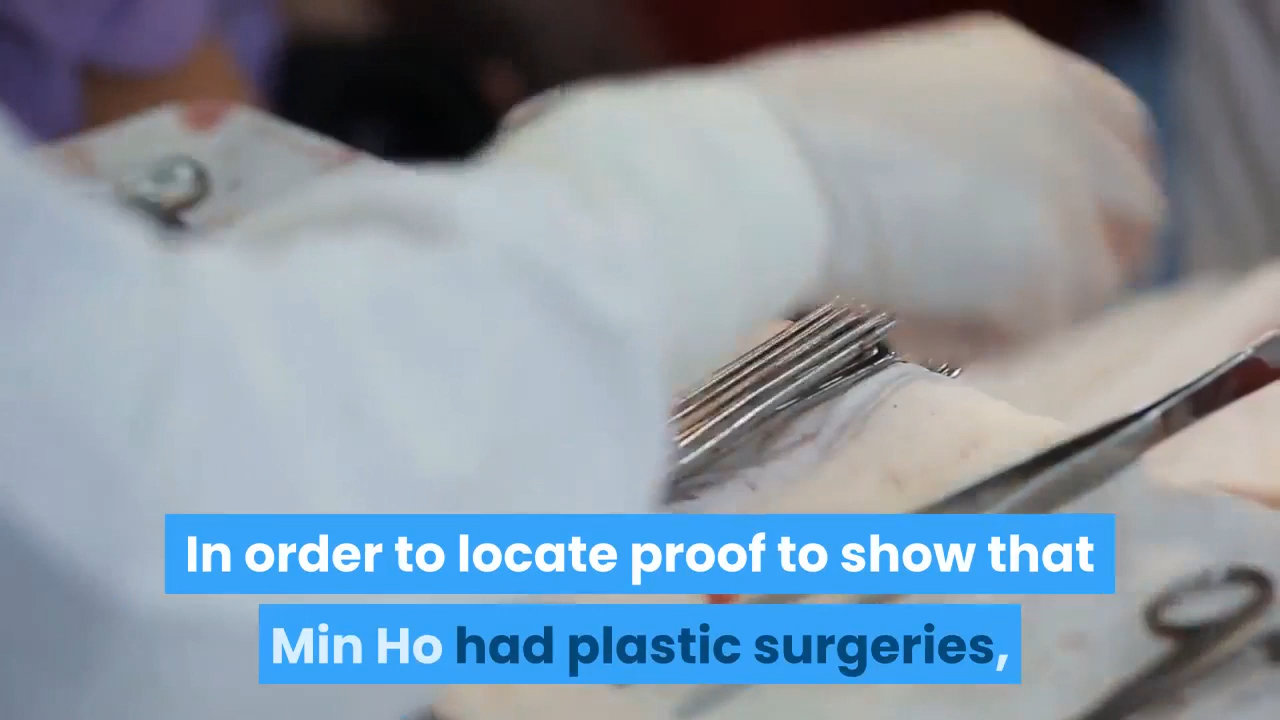 In order to locate proof to show that
Min Ho had plastic surgeries,